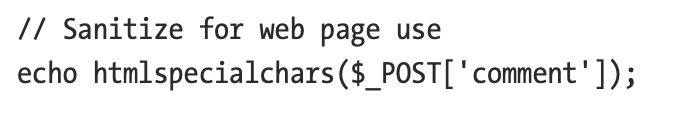 // Sanitize for web page use
echo htmlspecialchars($_POST['comment']);